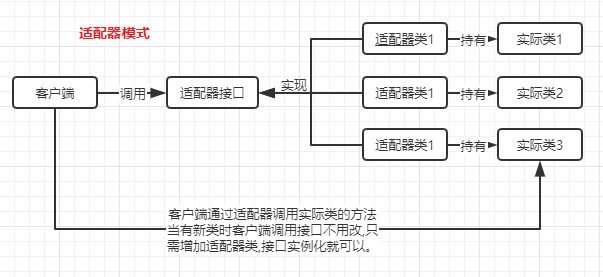 适配器模式
适配器类1
持有
实际类1
实现
客户端
调用
适配器接口
适配器类1
持有
实际类2
适配器类1
持有
实际类3
客户端通过适配器调用实际类的方法
当有新类时客户端调用接口不用改,只
需增加适配器类,接口实例化就可以。